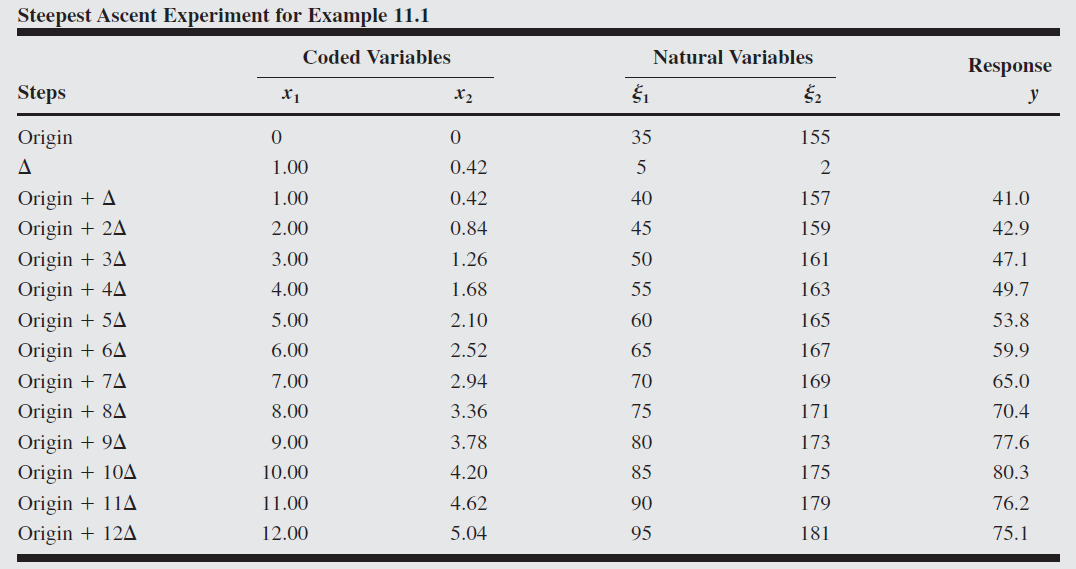 Steepest Ascent Experiment for Example 11.1
Coded Variables Natural Variables Response
Steps x1 x2 ξ1 ξ2 y
Origin 0 0 35 155
Δ 1.00 0.42 5 2
Origin + Δ 1.00 0.42 40 157 41.0
Origin + 2Δ 2.00 0.84 45 159 42.9
Origin + 3Δ 3.00 1.26 50 161 47.1
Origin + 4Δ 4.00 1.68 55 163 49.7
Origin + 5Δ 5.00 2.10 60 165 53.8
Origin + 6Δ 6.00 2.52 65 167 59.9
Origin + 7Δ 7.00 2.94 70 169 65.0
Origin + 8Δ 8.00 3.36 75 171 70.4
Origin + 9Δ 9.00 3.78 80 173 77.6
Origin + 10Δ 10.00 4.20 85 175 80.3
Origin + 11Δ 11.00 4.62 90 179 76.2
Origin + 12Δ 12.00 5.04 95 181 75.1